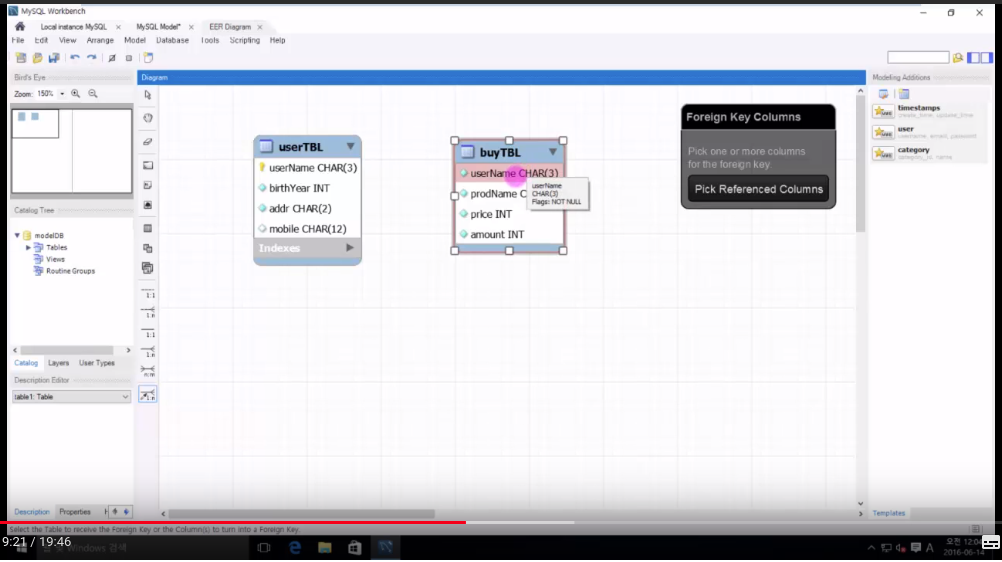 MySQL Workbench
Local instance MySQL × MySQL Model* × EER Diagram ×
File Edit View Arrange Model Database Tools Scripting Help
Bird's Eye
Diagram
Modeling Additions
Zoom: 150%
timestamps
create_time, update_time
user
username, email, password
category
category_id, name
Foreign Key Columns
Pick one or more columns
for the foreign key.
Pick Referenced Columns
userTBL
userName CHAR(3)
birthYear INT
addr CHAR(2)
mobile CHAR(12)
Indexes
buyTBL
userName CHAR(3)
prodName C
price INT
amount INT
userName
CHAR(3)
Flags: NOT NULL
1:1
1:n
1:1
1:n
n:m
1:n
Catalog Tree
modelDB
Tables
Views
Routine Groups
Catalog Layers User Types
Description Editor
table1: Table
Description Properties H
Templates
Select the Table to receive the Foreign Key or the Column(s) to turn into a Foreign Key.
9:21 / 19:46
Windows 검색
A
오전 12:04
2016-06-14